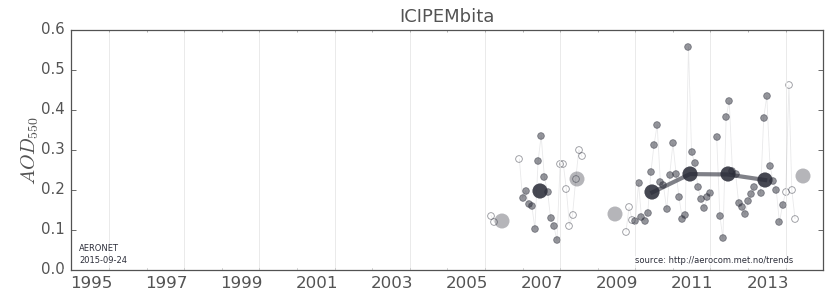 ICIPEMbita
0.6
0.5
0.4
0.3
0.2
0.1
0.0
AOD550
AERONET
2015-09-24
source: http://aerocom.met.no/trends
1995 1997 1999 2001 2003 2005 2007 2009 2011 2013